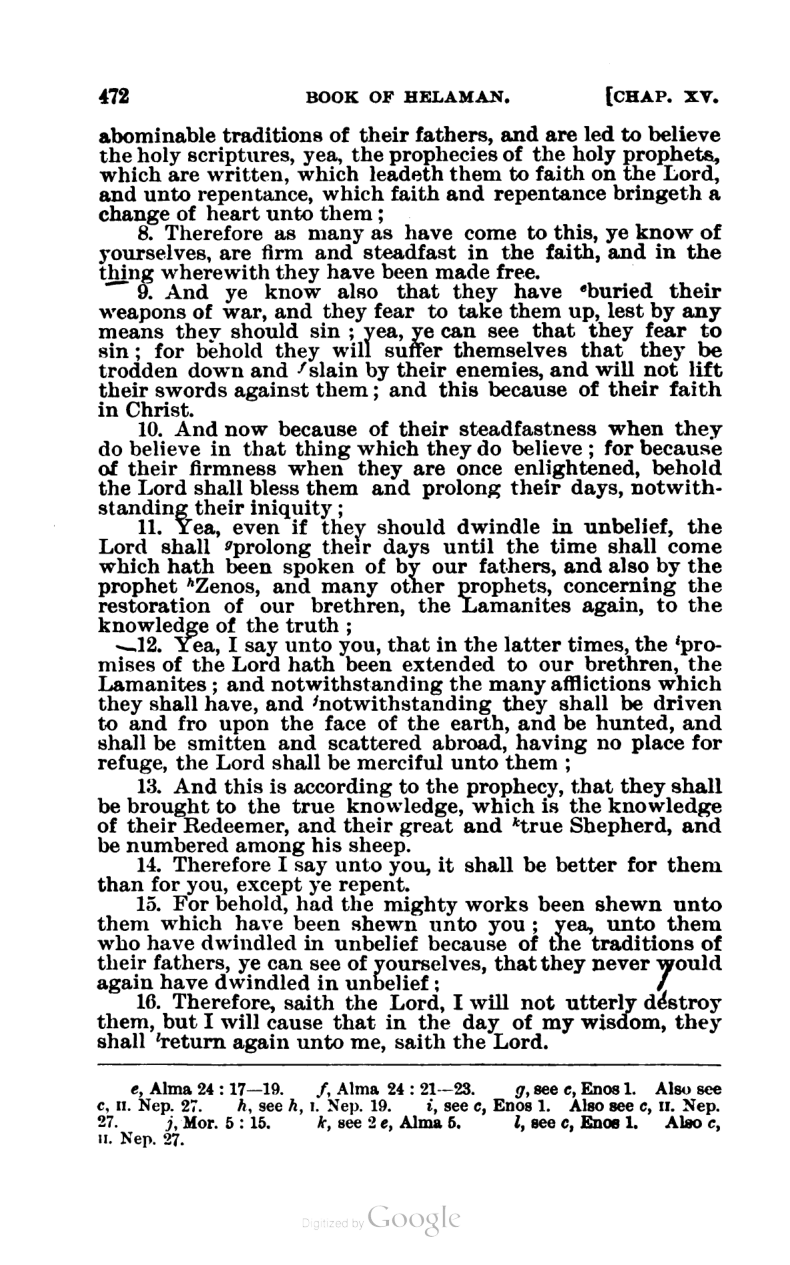 472 BOOK OF HELAMAN. [CHAP. XV.
abominable traditions of their fathers, and are led to believe
the holy scriptures, yea, the prophecies of the holy prophets,
which are written, which leadeth them to faith on the Lord,
and unto repentance, which faith and repentance bringeth a
change of heart unto them ;
8. Therefore as many as have come to this, ye know of
yourselves, are firm and steadfast in the faith, and in the
thing wherewith they have been made free.
9. And ye know also that they have ᵉburied their
weapons of war, and they fear to take them up, lest by any
means they should sin ; yea, ye can see that they fear to
sin ; for behold they will suffer themselves that they be
trodden down and ᶠslain by their enemies, and will not lift
their swords against them ; and this because of their faith
in Christ.
10. And now because of their steadfastness when they
do believe in that thing which they do believe ; for because
of their firmness when they are once enlightened, behold
the Lord shall bless them and prolong their days, notwith-
standing their iniquity ;
11. Yea, even if they should dwindle in unbelief, the
Lord shall ᵍprolong their days until the time shall come
which hath been spoken of by our fathers, and also by the
prophet ʰZenos, and many other prophets, concerning the
restoration of our brethren, the Lamanites again, to the
knowledge of the truth ;
12. Yea, I say unto you, that in the latter times, the ⁱpro-
mises of the Lord hath been extended to our brethren, the
Lamanites ; and notwithstanding the many afflictions which
they shall have, and ʲnotwithstanding they shall be driven
to and fro upon the face of the earth, and be hunted, and
shall be smitten and scattered abroad, having no place for
refuge, the Lord shall be merciful unto them ;
13. And this is according to the prophecy, that they shall
be brought to the true knowledge, which is the knowledge
of their Redeemer, and their great and ᵏtrue Shepherd, and
be numbered among his sheep.
14. Therefore I say unto you, it shall be better for them
than for you, except ye repent.
15. For behold, had the mighty works been shewn unto
them which have been shewn unto you ; yea, unto them
who have dwindled in unbelief because of the traditions of
their fathers, ye can see of yourselves, that they never would
again have dwindled in unbelief ;
16. Therefore, saith the Lord, I will not utterly destroy
them, but I will cause that in the day of my wisdom, they
shall ˡreturn again unto me, saith the Lord.
e, Alma 24 : 17—19. f, Alma 24 : 21—23. g, see c, Enos 1. Also see
c, II. Nep. 27. h, see h, I. Nep. 19. i, see c, Enos 1. Also see c, II. Nep.
27. j, Mor. 5 : 15. k, see 2 e, Alma 5. l, see c, Enos 1. Also c,
II. Nep. 27.
Digitized by Google